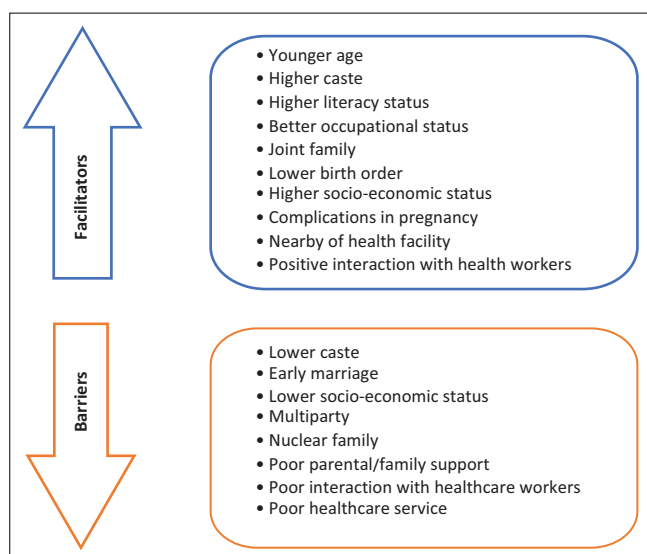 Facilitators
• Younger age
• Higher caste
• Higher literacy status
• Better occupational status
• Joint family
• Lower birth order
• Higher socio-economic status
• Complications in pregnancy
• Nearby of health facility
• Positive interaction with health workers
Barriers
• Lower caste
• Early marriage
• Lower socio-economic status
• Multiparty
• Nuclear family
• Poor parental/family support
• Poor interaction with healthcare workers
• Poor healthcare service